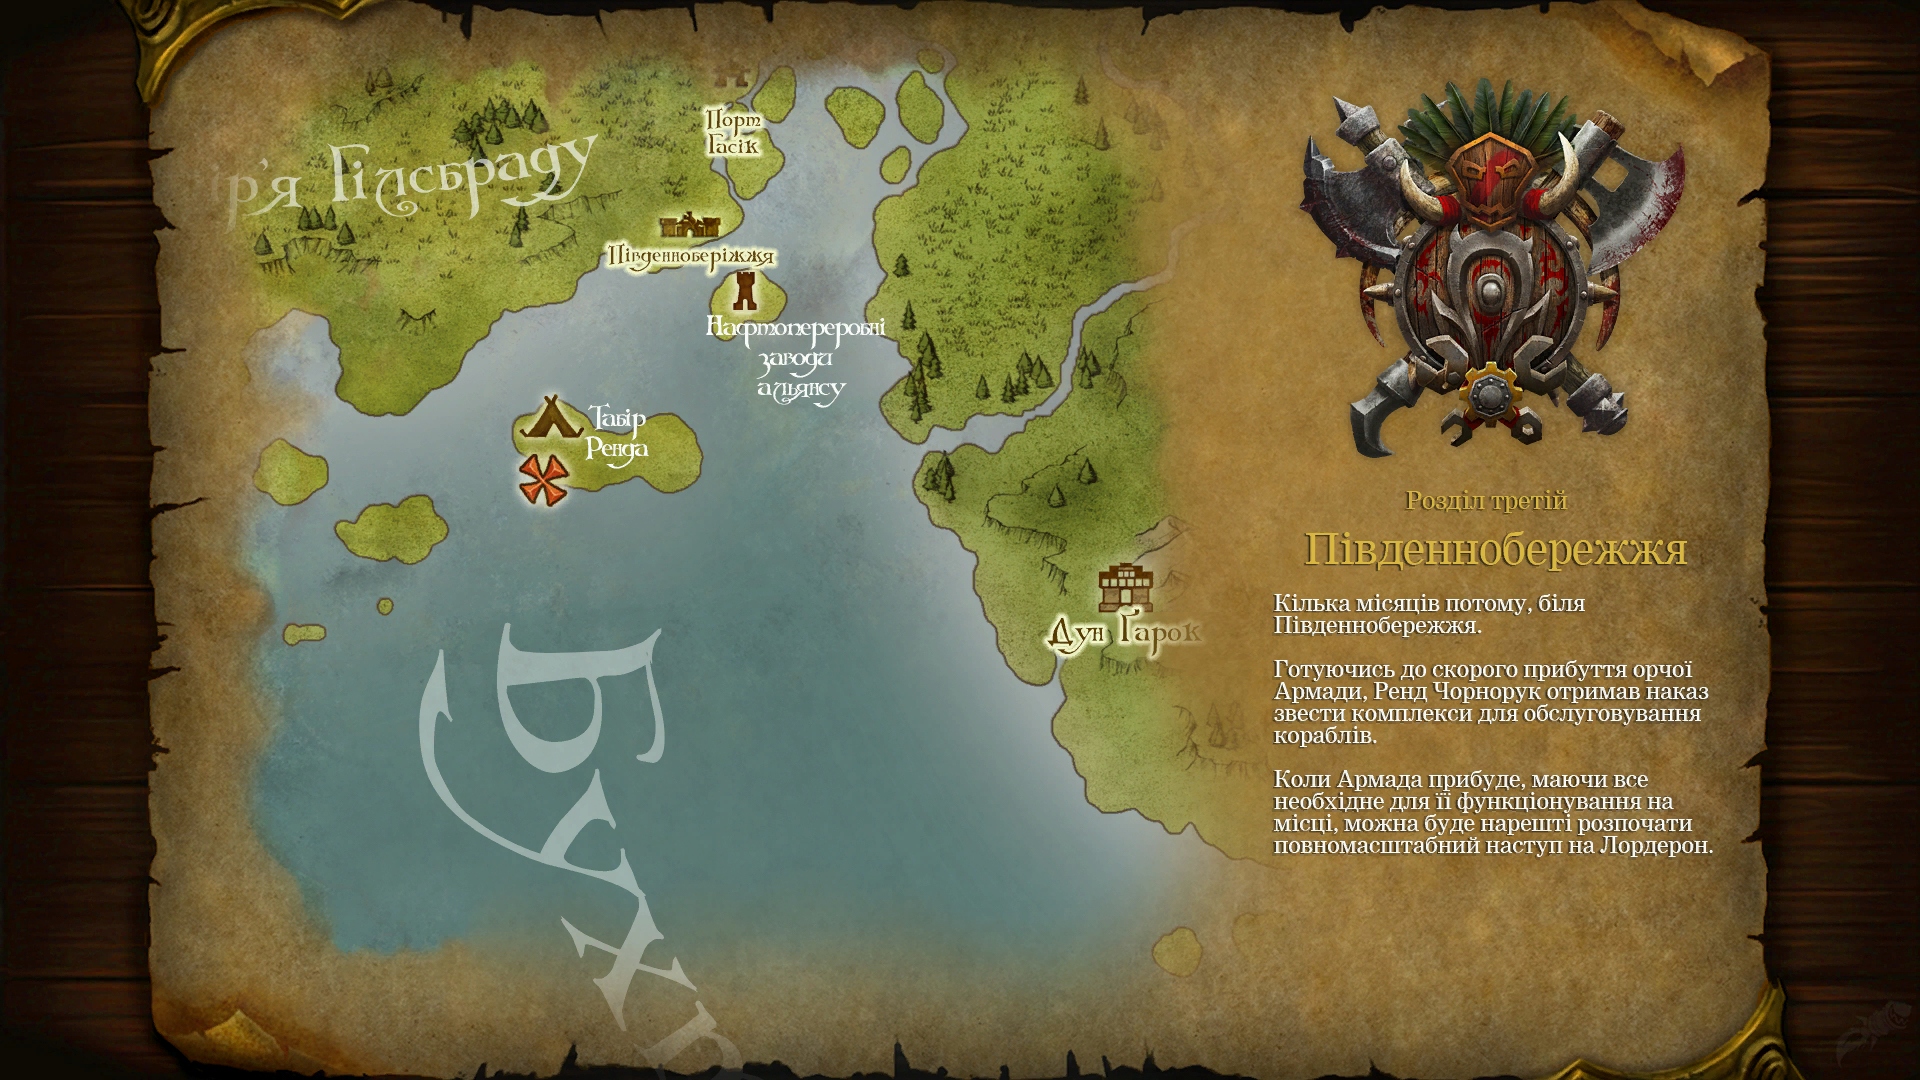 Порт
Гасік
р'я Гілсбраду
Південноберіжжя
Нафтопереробні
заводи
альянсу
Табір
Ренда
Дун Гарок
Бух
Розділ третій
Південнобережжя
Кілька місяців потому, біля
Південнобережжя.
Готуючись до скорого прибуття орчої
Армади, Ренд Чорнорук отримав наказ
звести комплекси для обслуговування
кораблів.
Коли Армада прибуде, маючи все
необхідне для її функціонування на
місці, можна буде нарешті розпочати
повномасштабний наступ на Лордерон.